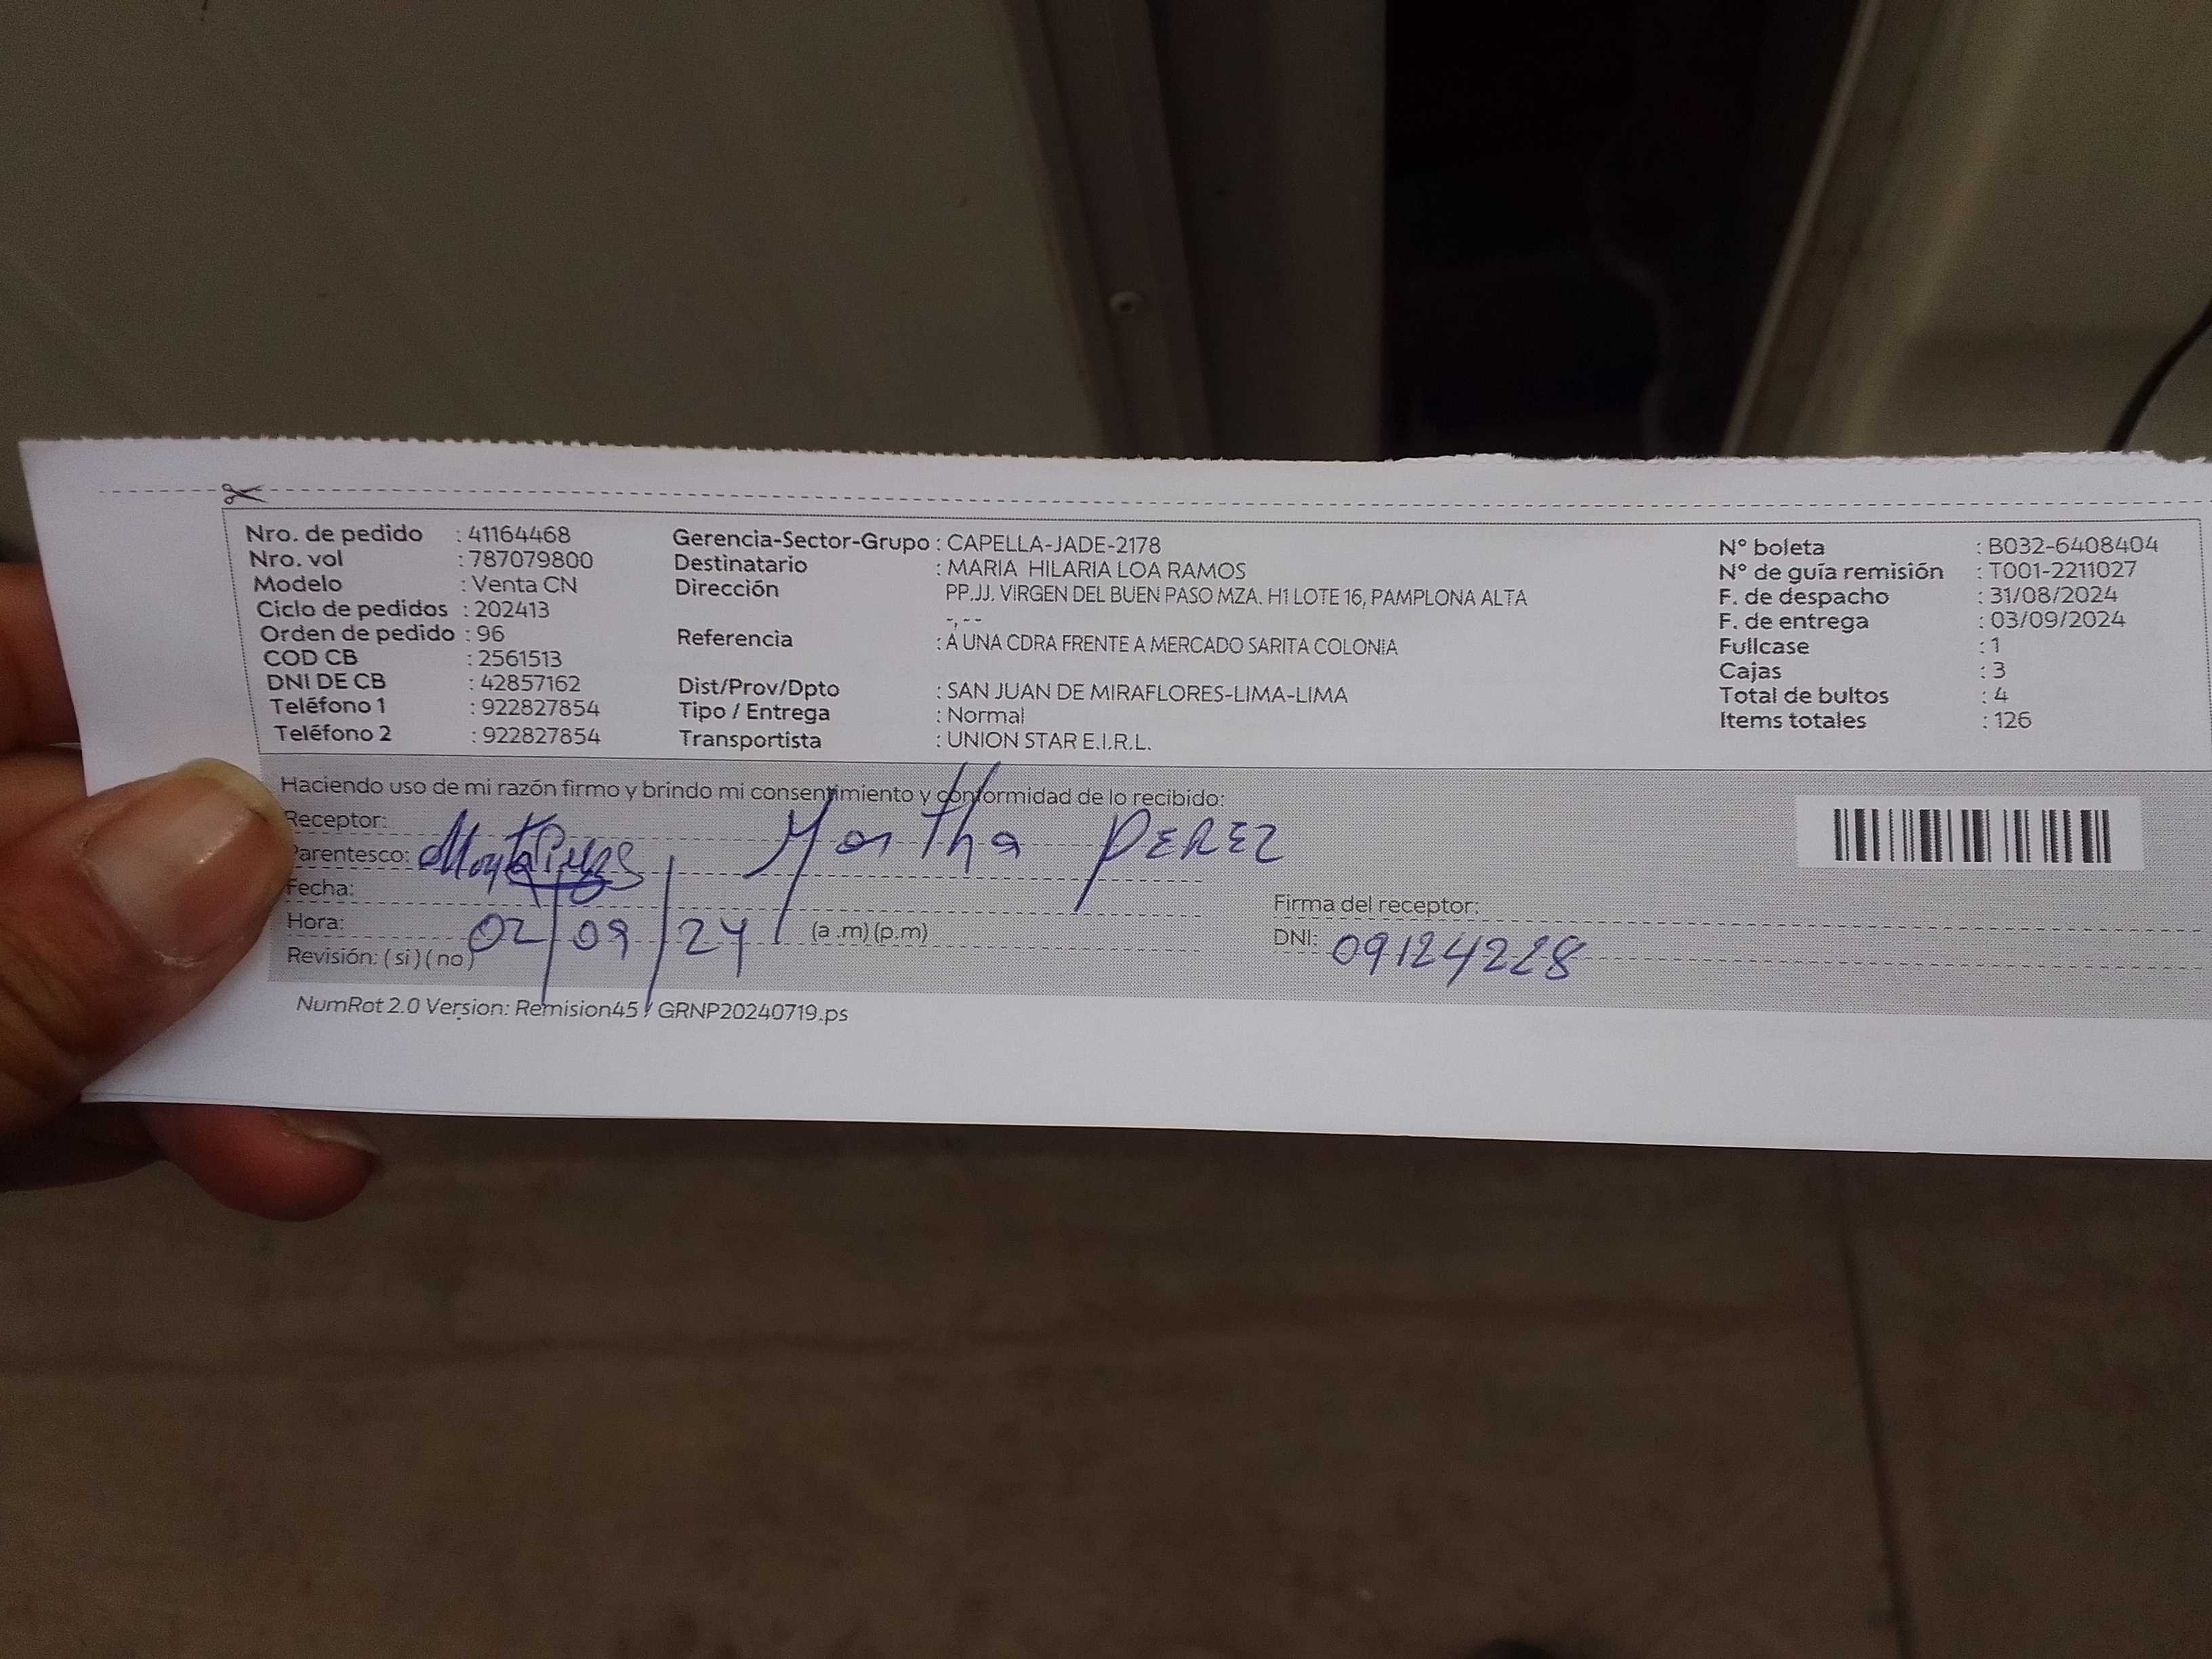 Nro. de pedido : 41164468
Nro. vol : 787079800
Modelo : Venta CN
Ciclo de pedidos : 202413
Orden de pedido : 96
COD CB : 2561513
DNI DE CB : 42857162
Teléfono 1 : 922827854
Teléfono 2 : 922827854
Gerencia-Sector-Grupo : CAPELLA-JADE-2178
Destinatario : MARIA HILARIA LOA RAMOS
Dirección PP.JJ. VIRGEN DEL BUEN PASO MZA. H1 LOTE 16, PAMPLONA ALTA
-, - -
Referencia : A UNA CDRA FRENTE A MERCADO SARITA COLONIA
Dist/Prov/Dpto : SAN JUAN DE MIRAFLORES-LIMA-LIMA
Tipo / Entrega : Normal
Transportista : UNION STAR E.I.R.L.
N° boleta : B032-6408404
N° de guía remisión : T001-2211027
F. de despacho : 31/08/2024
F. de entrega : 03/09/2024
Fullcase : 1
Cajas : 3
Total de bultos : 4
Items totales : 126
Haciendo uso de mi razón firmo y brindo mi consentimiento y conformidad de lo recibido:
Receptor:
Parentesco: Martha PEREZ
Fecha:
Hora: 02/09/24 (a .m) (p.m)
Revisión: ( si ) ( no )
Firma del receptor:
DNI: 09124228
NumRot 2.0 Version: Remision45 / GRNP20240719.ps